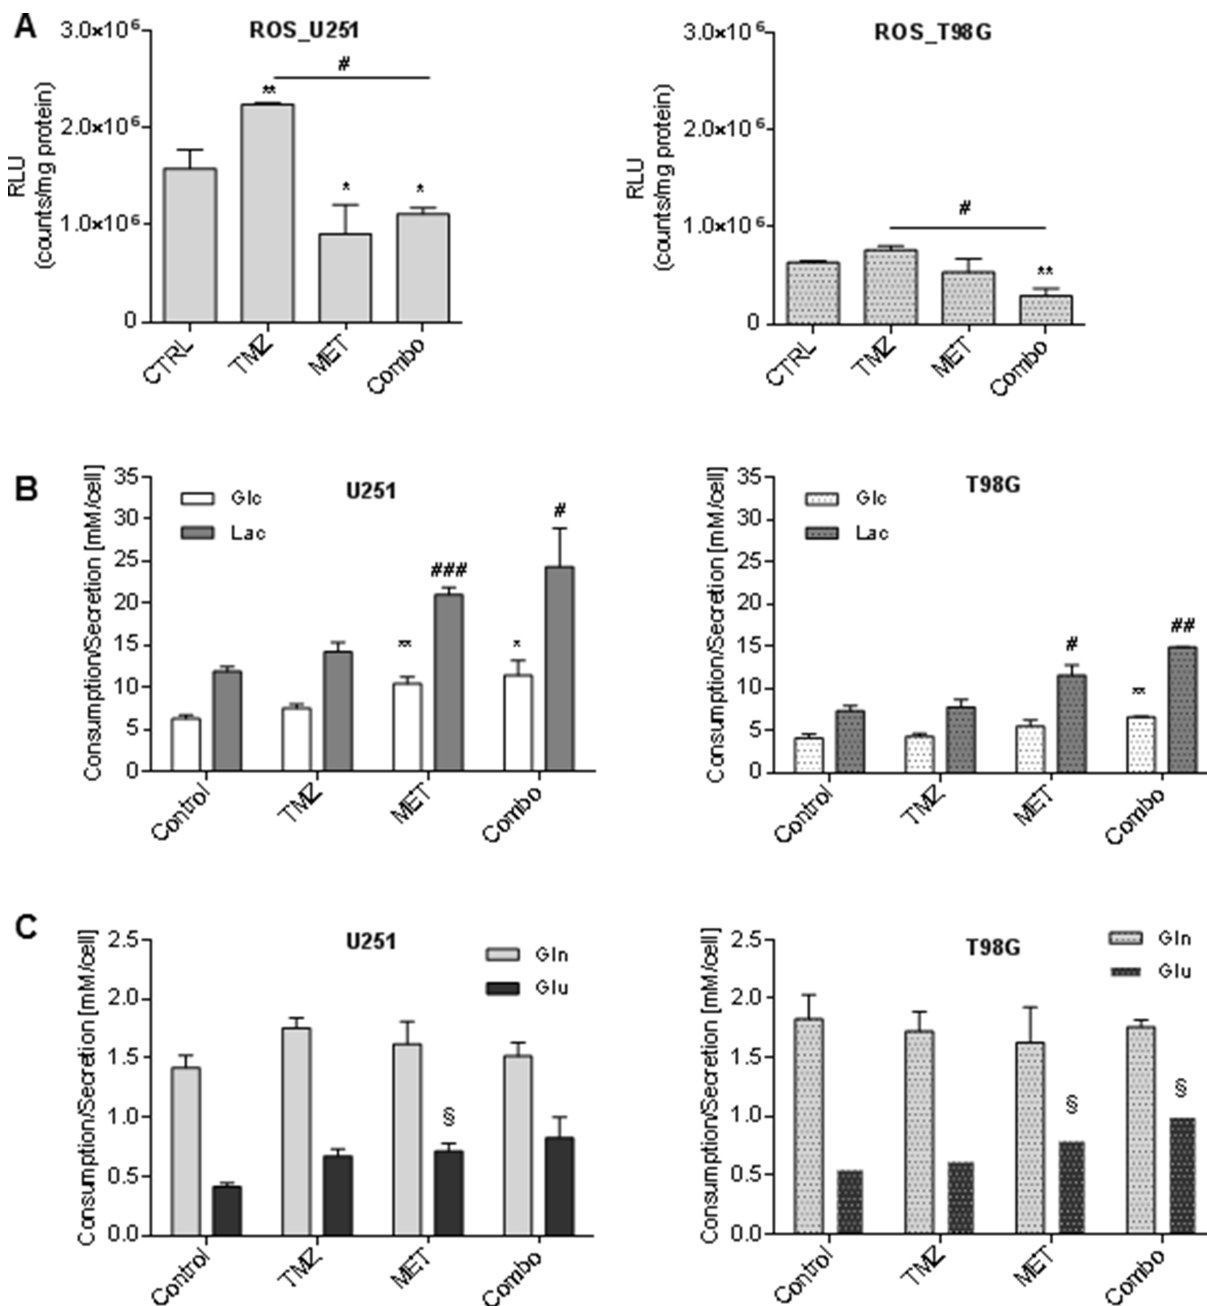 A
ROS_U251
3.0×10⁶
2.0×10⁶
1.0×10⁶
0
RLU
(counts/mg protein)
#
**
*
*
CTRL
TMZ
MET
Combo
ROS_T98G
3.0×10⁶
2.0×10⁶
1.0×10⁶
0
RLU
(counts/mg protein)
#
**
CTRL
TMZ
MET
Combo
B
U251
Consumption/Secretion [mM/cell]
35
30
25
20
15
10
5
0
Glc
Lac
**
###
*
#
Control
TMZ
MET
Combo
T98G
Consumption/Secretion [mM/cell]
35
30
25
20
15
10
5
0
Glc
Lac
#
**
##
Control
TMZ
MET
Combo
C
U251
Consumption/Secretion [mM/cell]
2.5
2.0
1.5
1.0
0.5
0.0
Gln
Glu
§
Control
TMZ
MET
Combo
T98G
Consumption/Secretion [mM/cell]
2.5
2.0
1.5
1.0
0.5
0.0
Gln
Glu
§
§
Control
TMZ
MET
Combo